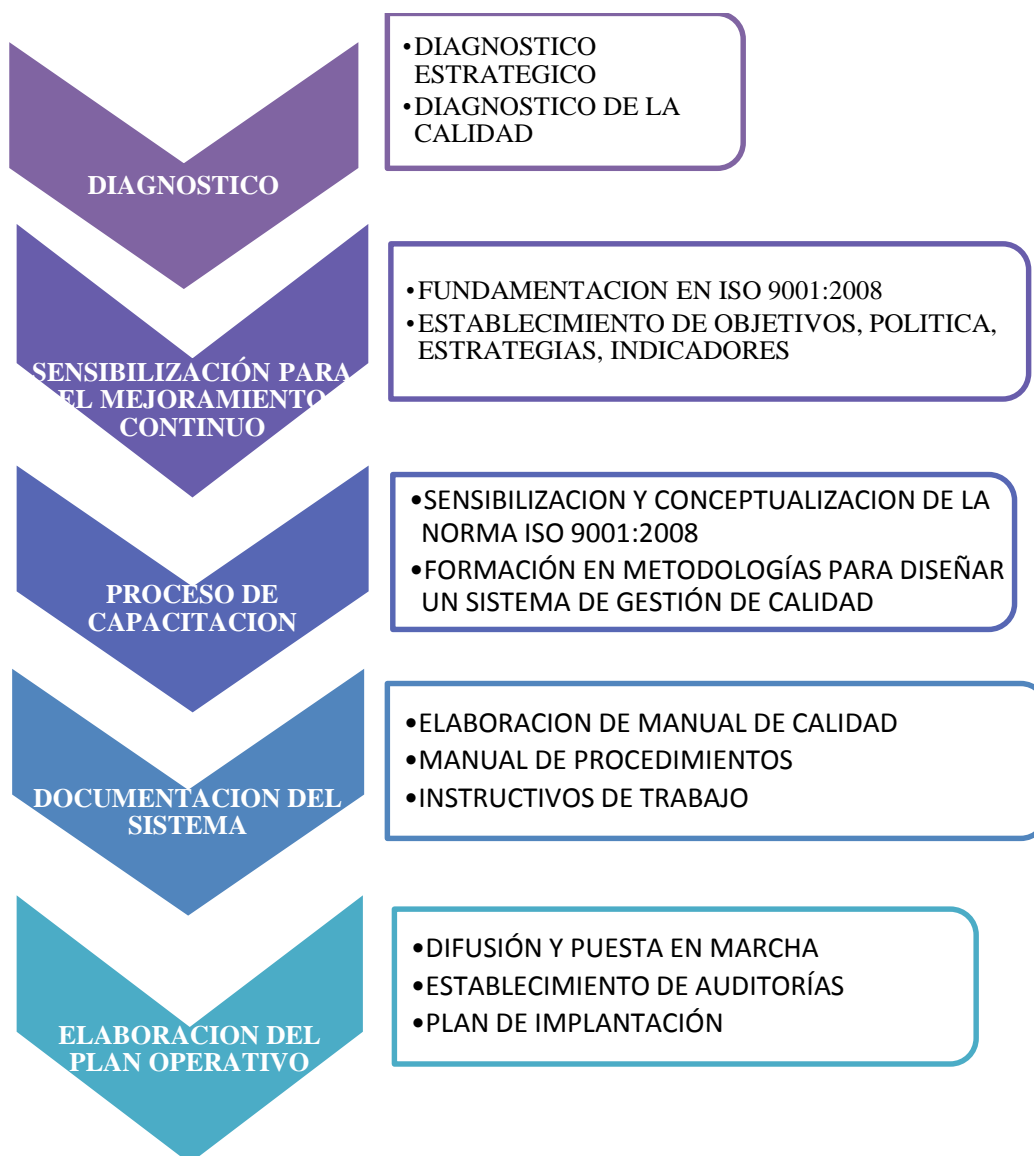 •DIAGNOSTICO
ESTRATEGICO
•DIAGNOSTICO DE LA
CALIDAD
DIAGNOSTICO
•FUNDAMENTACION EN ISO 9001:2008
•ESTABLECIMIENTO DE OBJETIVOS, POLITICA,
ESTRATEGIAS, INDICADORES
SENSIBILIZACIÓN PARA
EL MEJORAMIENTO
CONTINUO
•SENSIBILIZACION Y CONCEPTUALIZACION DE LA
NORMA ISO 9001:2008
•FORMACIÓN EN METODOLOGÍAS PARA DISEÑAR
UN SISTEMA DE GESTIÓN DE CALIDAD
PROCESO DE
CAPACITACION
•ELABORACION DE MANUAL DE CALIDAD
•MANUAL DE PROCEDIMIENTOS
•INSTRUCTIVOS DE TRABAJO
DOCUMENTACION DEL
SISTEMA
•DIFUSIÓN Y PUESTA EN MARCHA
•ESTABLECIMIENTO DE AUDITORÍAS
•PLAN DE IMPLANTACIÓN
ELABORACION DEL
PLAN OPERATIVO